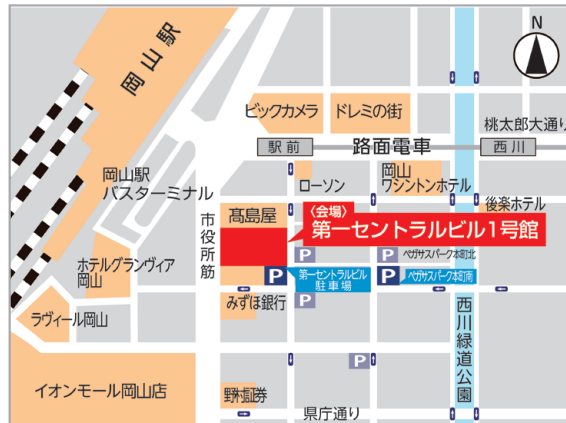 岡山駅
N
ビックカメラ
ドレミの街
桃太郎大通り
駅前
路面電車
西川
岡山駅
バスターミナル
ローソン
岡山
ワシントンホテル
後楽ホテル
市役所筋
髙島屋
〈会場〉
第一セントラルビル1号館
P
ペガサスパーク本町北
ホテルグランヴィア
岡山
P
第一セントラルビル
駐車場
P
ペガサスパーク本町南
みずほ銀行
P
ラヴィール岡山
西川緑道公園
P
イオンモール岡山店
野村証券
県庁通り